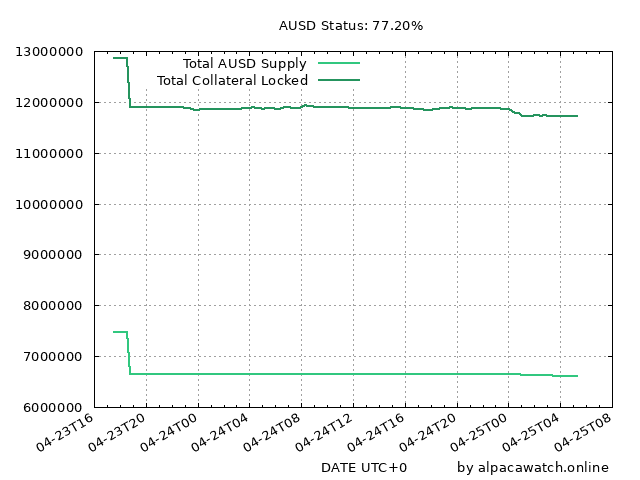 AUSD Status: 77.20%
13000000
Total AUSD Supply
Total Collateral Locked
12000000
11000000
10000000
9000000
8000000
7000000
6000000
04-23T16
04-23T20
04-24T00
04-24T04
04-24T08
04-24T12
04-24T16
04-24T20
04-25T00
04-25T04
04-25T08
DATE UTC+0
by alpacawatch.online